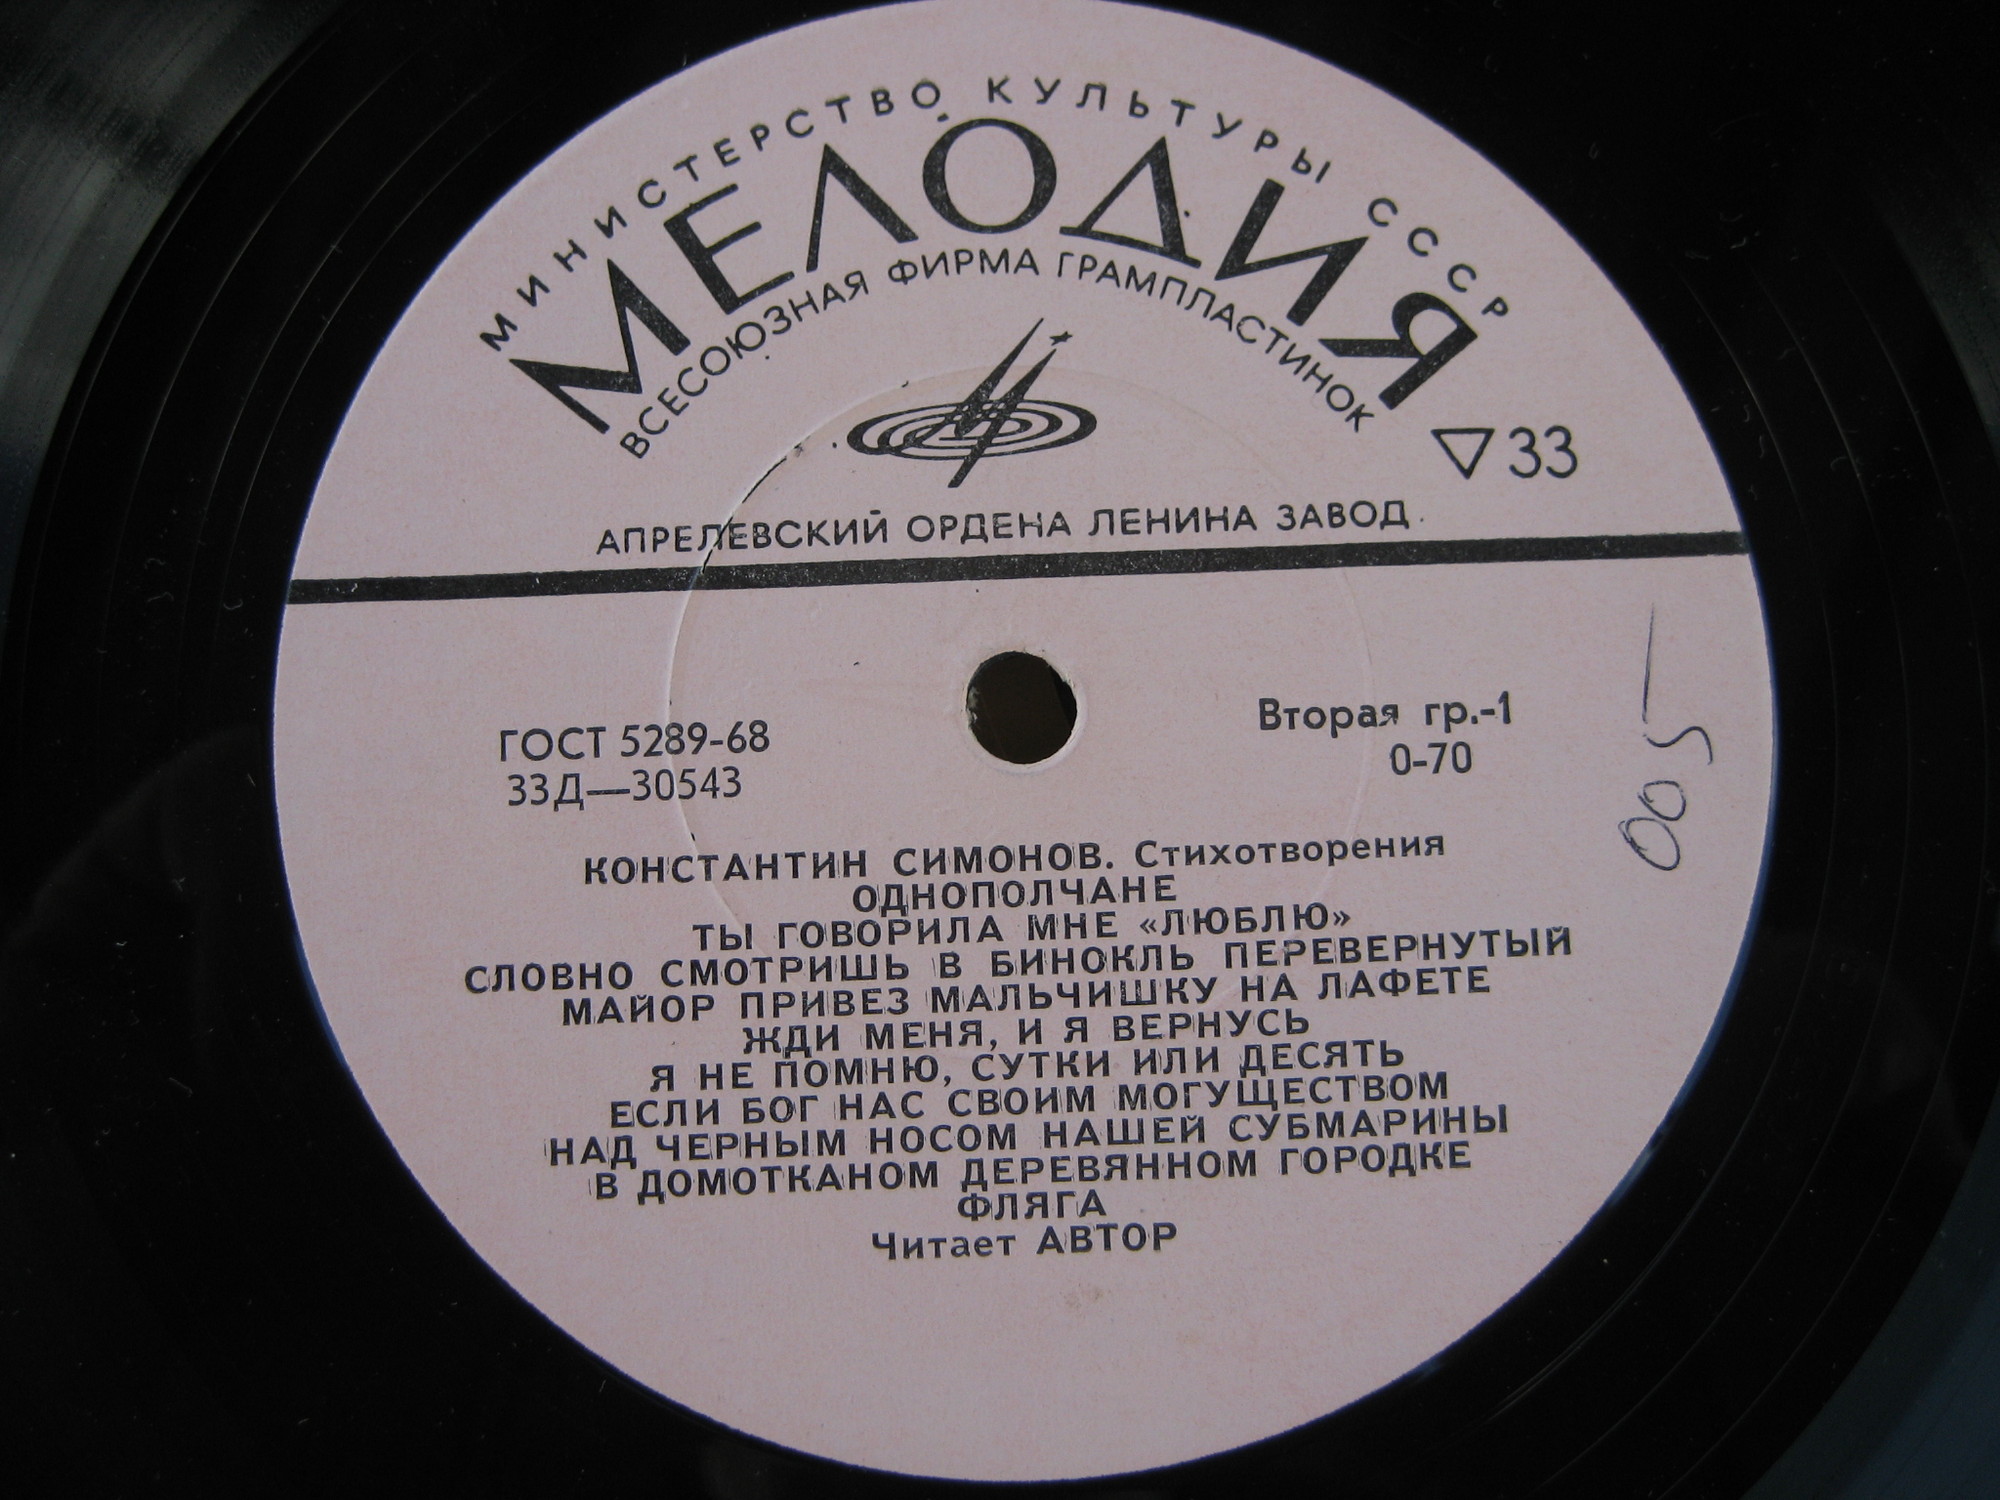 МИНИСТЕРСТВО КУЛЬТУРЫ СССР
МЕЛОДИЯ
ВСЕСОЮЗНАЯ ФИРМА ГРАМПЛАСТИНОК
33
АПРЕЛЕВСКИЙ ОРДЕНА ЛЕНИНА ЗАВОД
ГОСТ 5289-68
33Д—30543
Вторая гр.-1
0-70
005
КОНСТАНТИН СИМОНОВ. Стихотворения
ОДНОПОЛЧАНЕ
ТЫ ГОВОРИЛА МНЕ «ЛЮБЛЮ»
СЛОВНО СМОТРИШЬ В БИНОКЛЬ ПЕРЕВЕРНУТЫЙ
МАЙОР ПРИВЕЗ МАЛЬЧИШКУ НА ЛАФЕТЕ
ЖДИ МЕНЯ, И Я ВЕРНУСЬ
Я НЕ ПОМНЮ, СУТКИ ИЛИ ДЕСЯТЬ
ЕСЛИ БОГ НАС СВОИМ МОГУЩЕСТВОМ
НАД ЧЕРНЫМ НОСОМ НАШЕЙ СУБМАРИНЫ
В ДОМОТКАНОМ ДЕРЕВЯННОМ ГОРОДКЕ
ФЛЯГА
Читает АВТОР